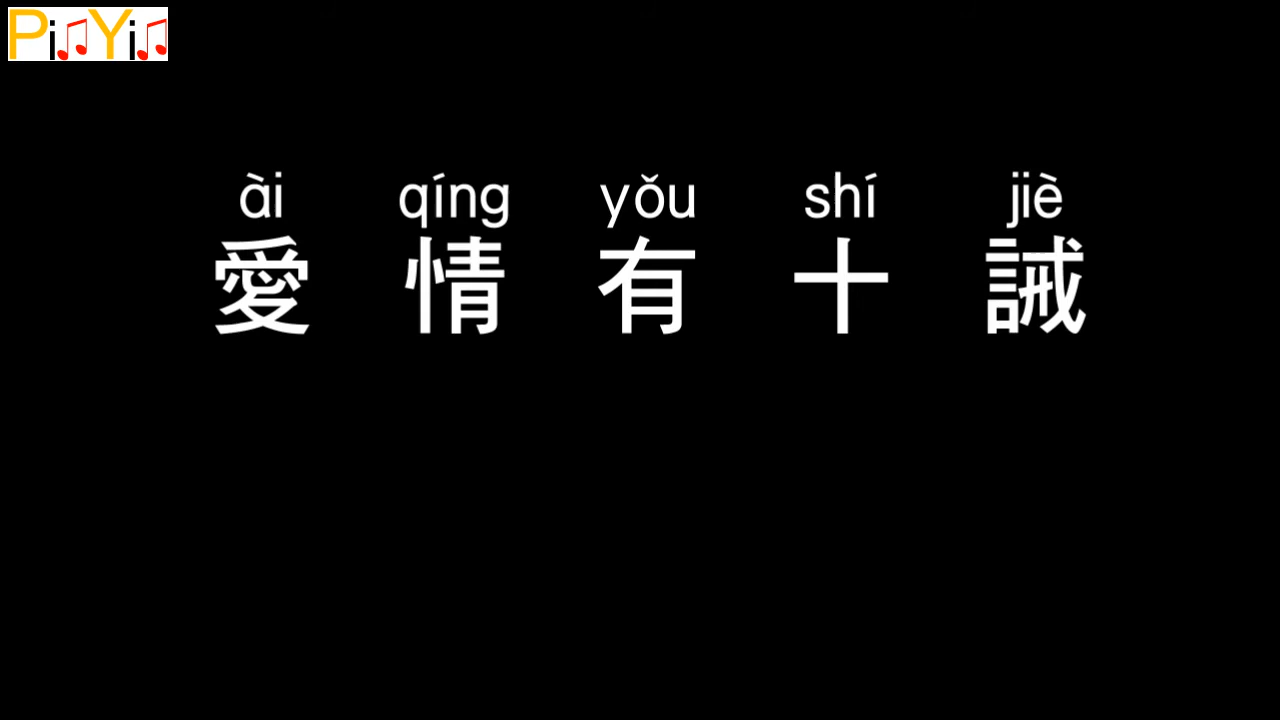 PinYin
ài qíng yǒu shí jiè
愛情有十誡